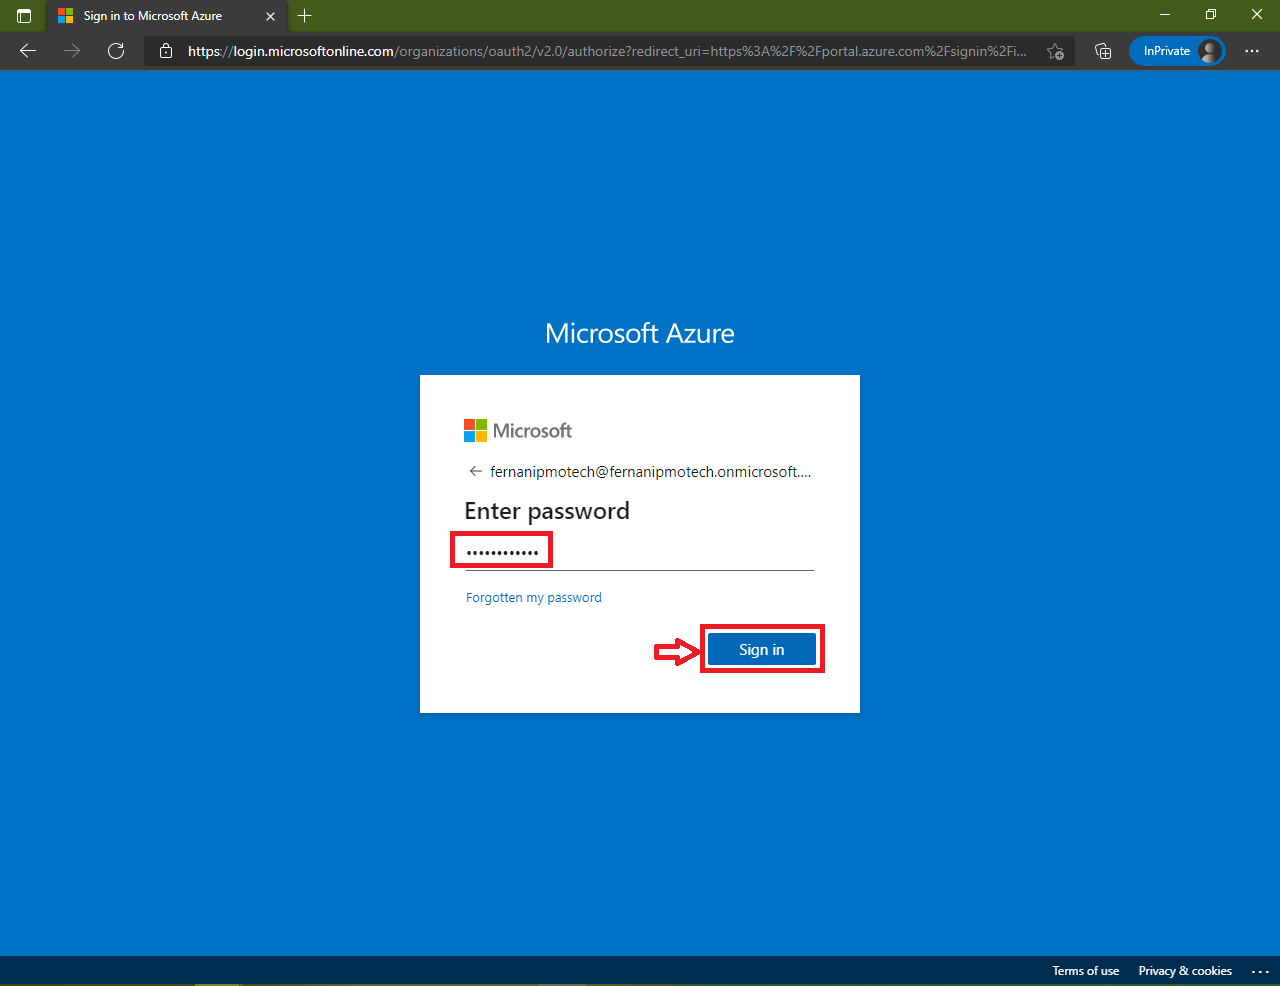 Sign in to Microsoft Azure
https://login.microsoftonline.com/organizations/oauth2/v2.0/authorize?redirect_uri=https%3A%2F%2Fportal.azure.com%2Fsignin%2Fi...
InPrivate
Microsoft Azure
Microsoft
fernanipmotech@fernanipmotech.onmicrosoft....
Enter password
••••••••••••
Forgotten my password
Sign in
Terms of use Privacy & cookies ...